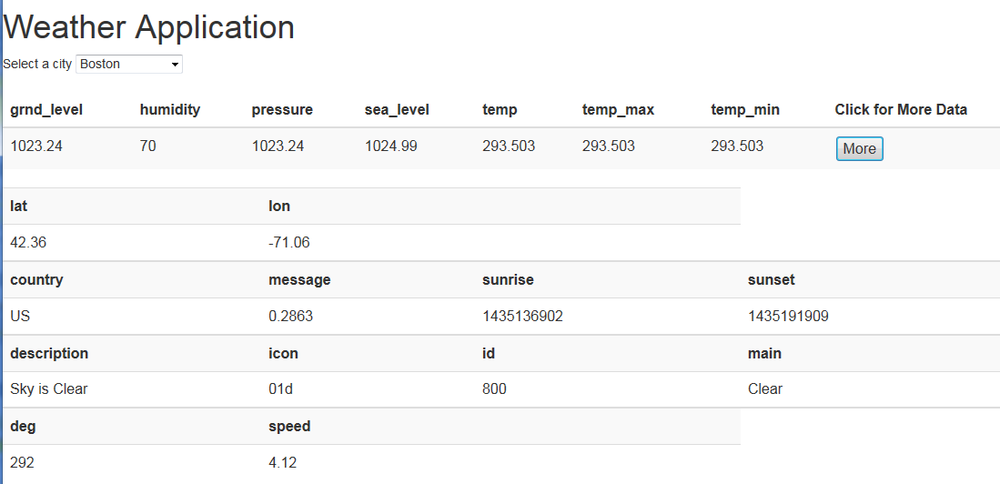 Weather Application
Select a city Boston
grnd_level humidity pressure sea_level temp temp_max temp_min Click for More Data
1023.24 70 1023.24 1024.99 293.503 293.503 293.503 More
lat lon
42.36 -71.06
country message sunrise sunset
US 0.2863 1435136902 1435191909
description icon id main
Sky is Clear 01d 800 Clear
deg speed
292 4.12